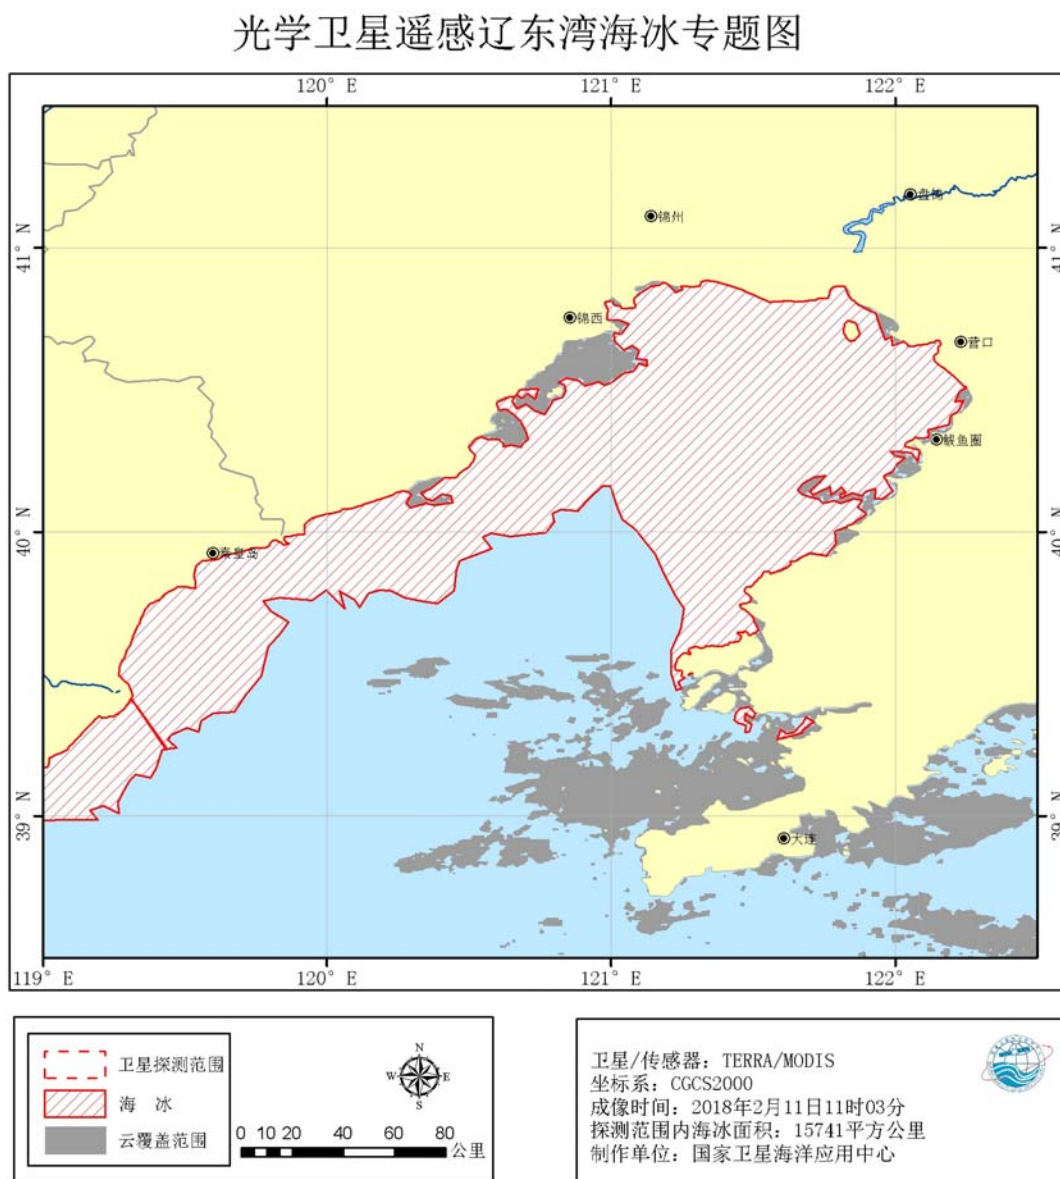 光学卫星遥感辽东湾海冰专题图
120° E 121° E 122° E
盘锦
锦州
41° N 41° N
锦西
营口
鲅鱼圈
40° N 40° N
秦皇岛
39° N 39° N
大连
119° E 120° E 121° E 122° E
卫星探测范围
海 冰
云覆盖范围
N
W E
S
0 10 20 40 60 80
公里
卫星/传感器：TERRA/MODIS
坐标系：CGCS2000
成像时间：2018年2月11日11时03分
探测范围内海冰面积：15741平方公里
制作单位：国家卫星海洋应用中心